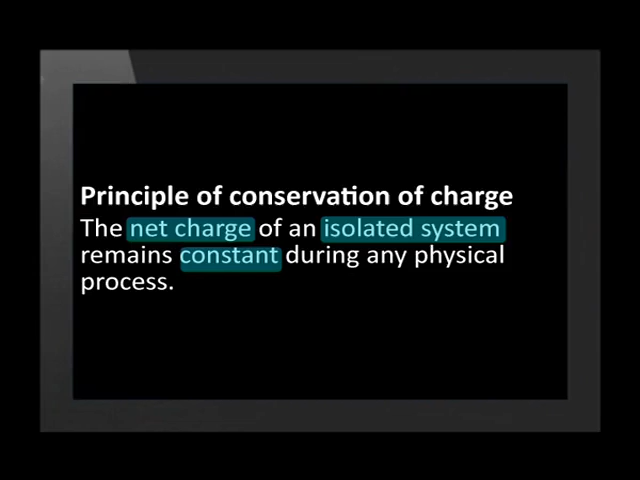 Principle of conservation of charge
The net charge of an isolated system
remains constant during any physical
process.